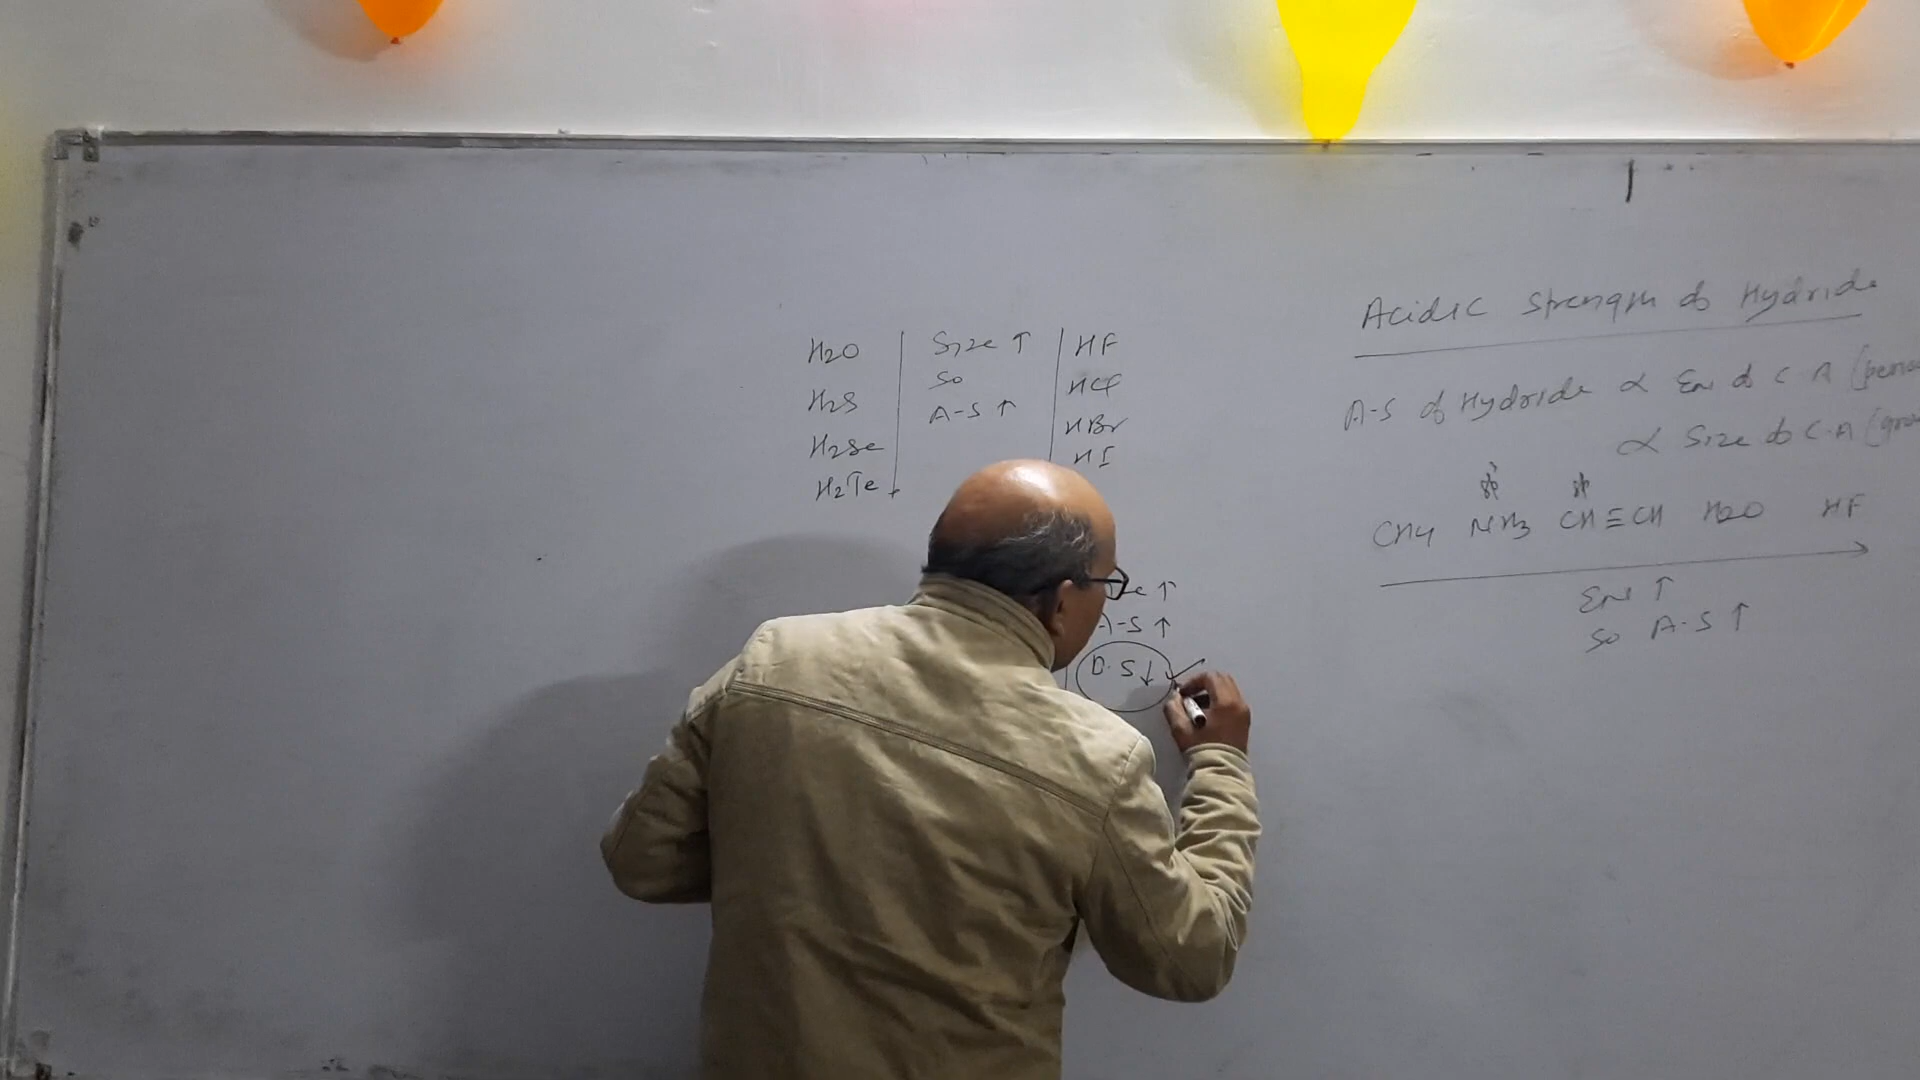 H2O
H2S
H2Se
H2Te
Size ↑
so
A-S ↑
HF
HCl
HBr
HI
ze ↑
A-S ↑
B.S ↓
Acidic Strength of Hydride
A-S of Hydride ∝ EN of C A (
∝ Size of C.A (
sp³ sp
CH4 NH3 CH≡CH H2O HF
EN ↑
So A-S ↑